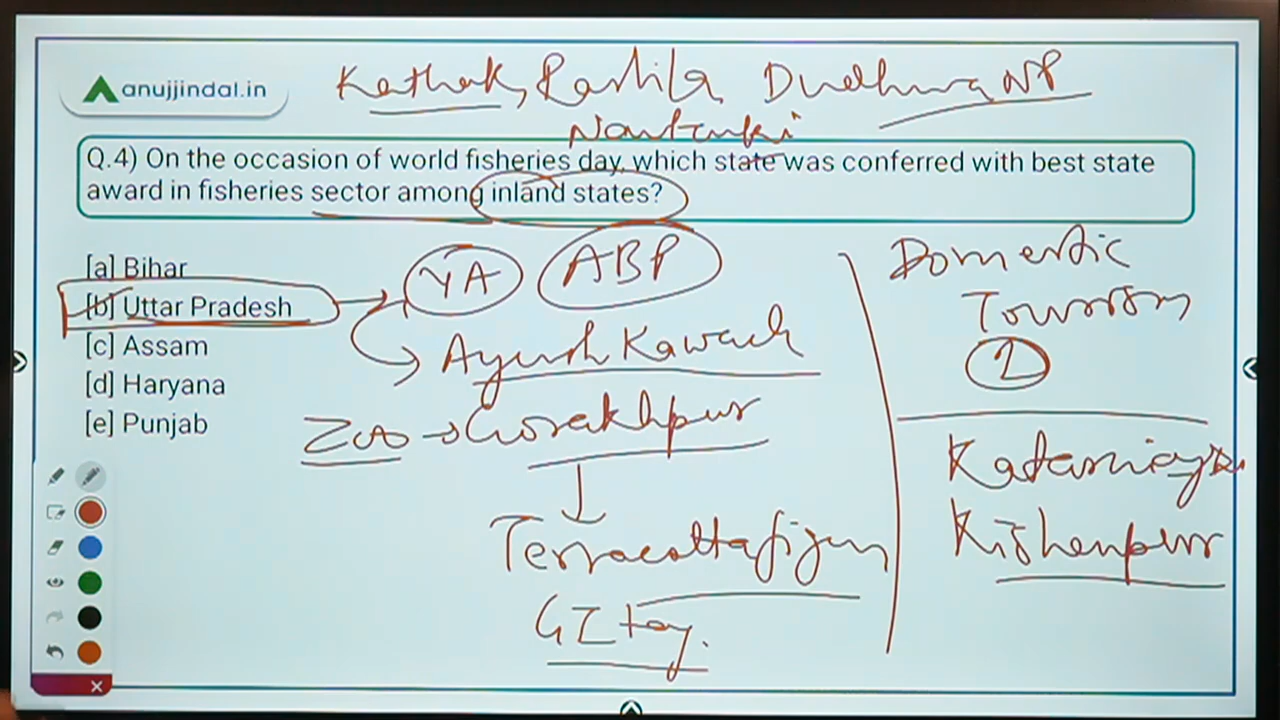 anujjindal.in
Kathak, Raslila, Dudhwa NP
Nautanki
Q.4) On the occasion of world fisheries day, which state was conferred with best state
award in fisheries sector among inland states?
[a] Bihar
[b] Uttar Pradesh
[c] Assam
[d] Haryana
[e] Punjab
YA
ABP
Ayush Kawach
Zoo → Gorakhpur
Terracotta
GI tag.
Domestic
Tourism
1
Kishenpur